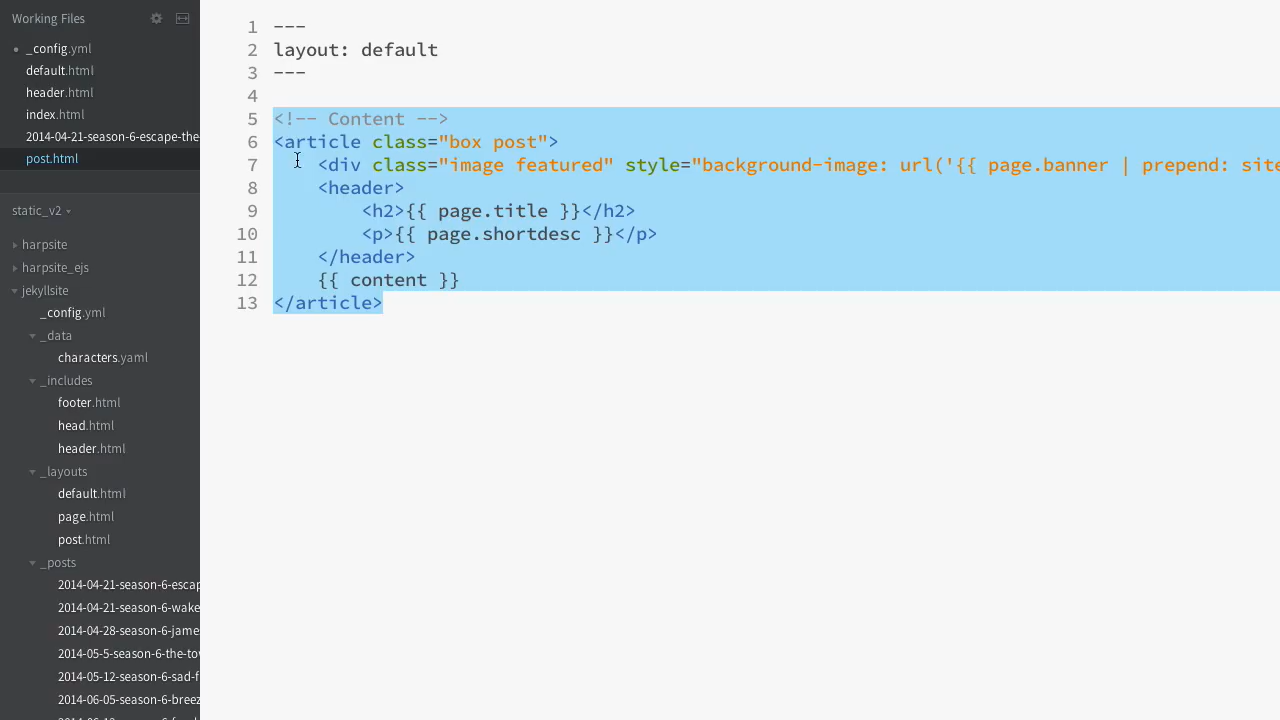 Working Files
_config.yml
default.html
header.html
index.html
2014-04-21-season-6-escape-the
post.html
static_v2
harpsite
harpsite_ejs
jekyllsite
_config.yml
_data
characters.yaml
_includes
footer.html
head.html
header.html
_layouts
default.html
page.html
post.html
_posts
2014-04-21-season-6-escap
2014-04-21-season-6-wake
2014-04-28-season-6-jame
2014-05-5-season-6-the-to
2014-05-12-season-6-sad-f
2014-06-05-season-6-breez
1 ---
2 layout: default
3 ---
4
5 <!-- Content -->
6 <article class="box post">
7 <div class="image featured" style="background-image: url('{{ page.banner | prepend: site
8 <header>
9 <h2>{{ page.title }}</h2>
10 <p>{{ page.shortdesc }}</p>
11 </header>
12 {{ content }}
13 </article>